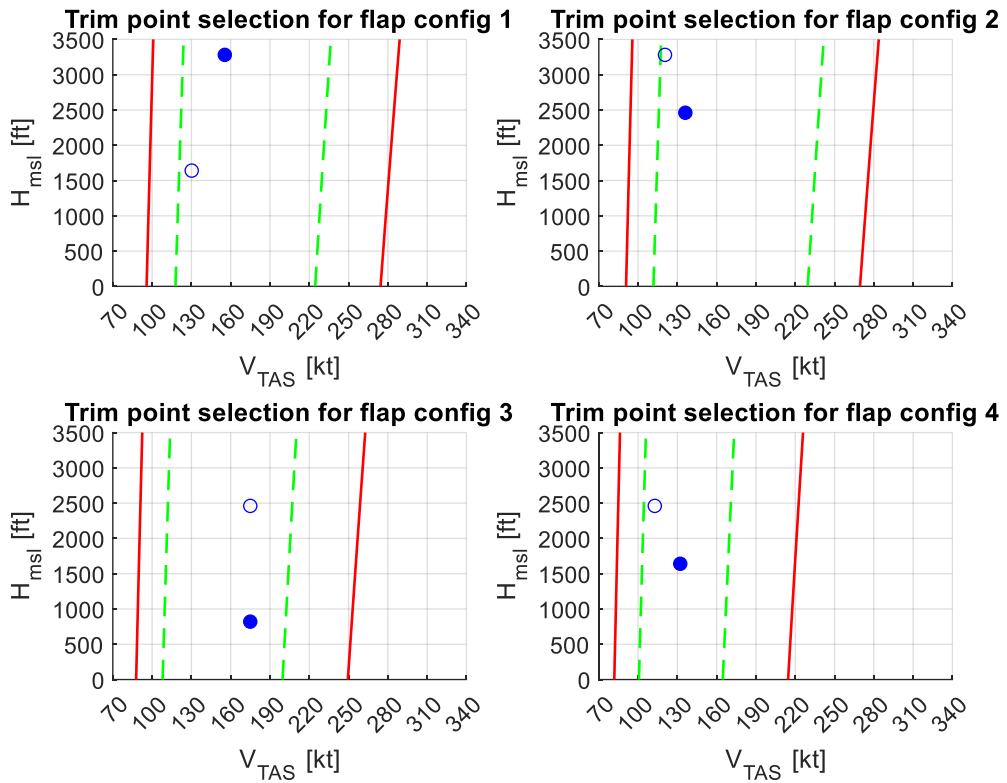 Trim point selection for flap config 1
3500
3000
2500
2000
1500
1000
500
0
H_msl [ft]
70 100 130 160 190 220 250 280 310 340
V_TAS [kt]
Trim point selection for flap config 2
3500
3000
2500
2000
1500
1000
500
0
H_msl [ft]
70 100 130 160 190 220 250 280 310 340
V_TAS [kt]
Trim point selection for flap config 3
3500
3000
2500
2000
1500
1000
500
0
H_msl [ft]
70 100 130 160 190 220 250 280 310 340
V_TAS [kt]
Trim point selection for flap config 4
3500
3000
2500
2000
1500
1000
500
0
H_msl [ft]
70 100 130 160 190 220 250 280 310 340
V_TAS [kt]